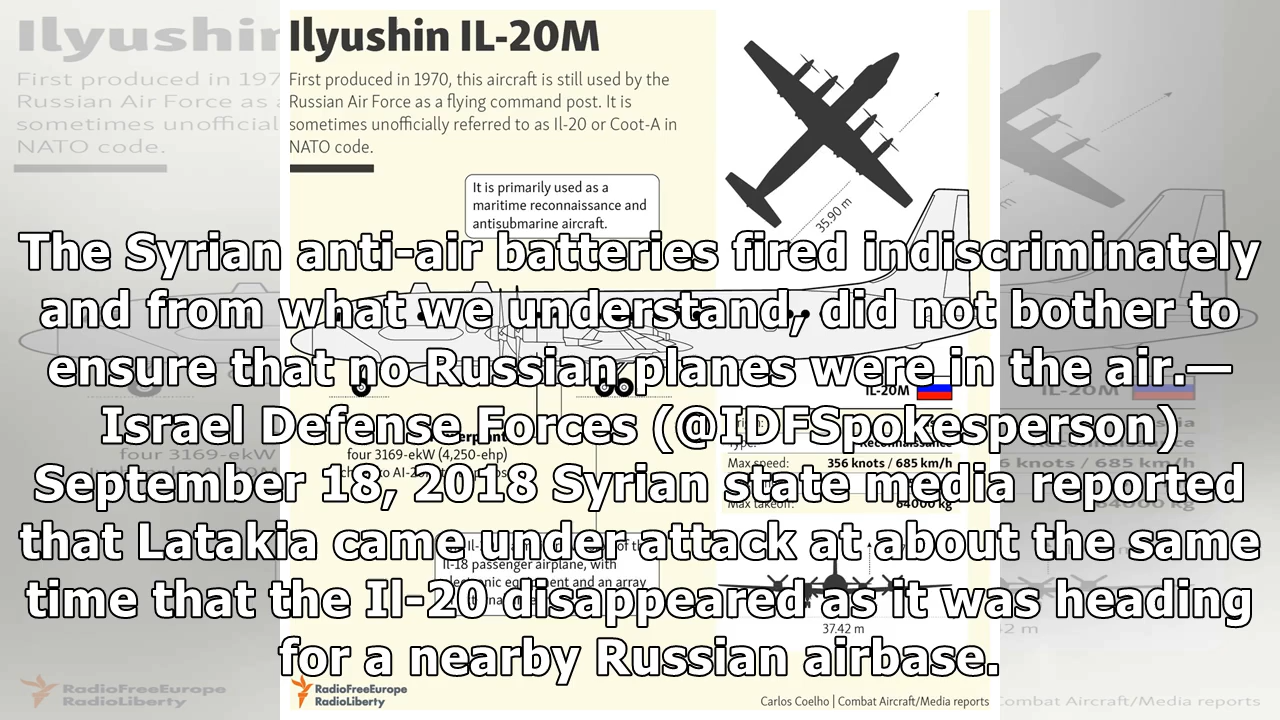 Ilyushin IL-20M
First produced in 1970, this aircraft is still used by the
Russian Air Force as a flying command post. It is
sometimes unofficially referred to as Il-20 or Coot-A in
NATO code.
It is primarily used as a
maritime reconnaissance and
antisubmarine aircraft.
35.90 m
The Syrian anti-air batteries fired indiscriminately
and from what we understand, did not bother to
ensure that no Russian planes were in the air.—
Israel Defense Forces (@IDFSpokesperson)
September 18, 2018 Syrian state media reported
that Latakia came under attack at about the same
time that the Il-20 disappeared as it was heading
for a nearby Russian airbase.
IL-20M
four 3169-ekW (4,250-ehp)
Max speed: 356 knots / 685 km/h
Max takeoff: 64000 kg
Il-18 passenger airplane, with
37.42 m
RadioFreeEurope
RadioLiberty
Carlos Coelho | Combat Aircraft/Media reports